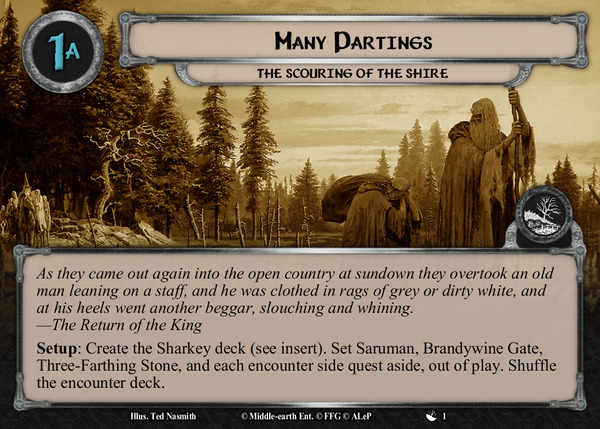 1A
Many Partings
The Scouring of the Shire
As they came out again into the open country at sundown they overtook an old
man leaning on a staff, and he was clothed in rags of grey or dirty white, and
at his heels went another beggar, slouching and whining.
—The Return of the King
Setup: Create the Sharkey deck (see insert). Set Saruman, Brandywine Gate,
Three-Farthing Stone, and each encounter side quest aside, out of play. Shuffle
the encounter deck.
Illus. Ted Nasmith © Middle-earth Ent. © FFG © ALeP 1